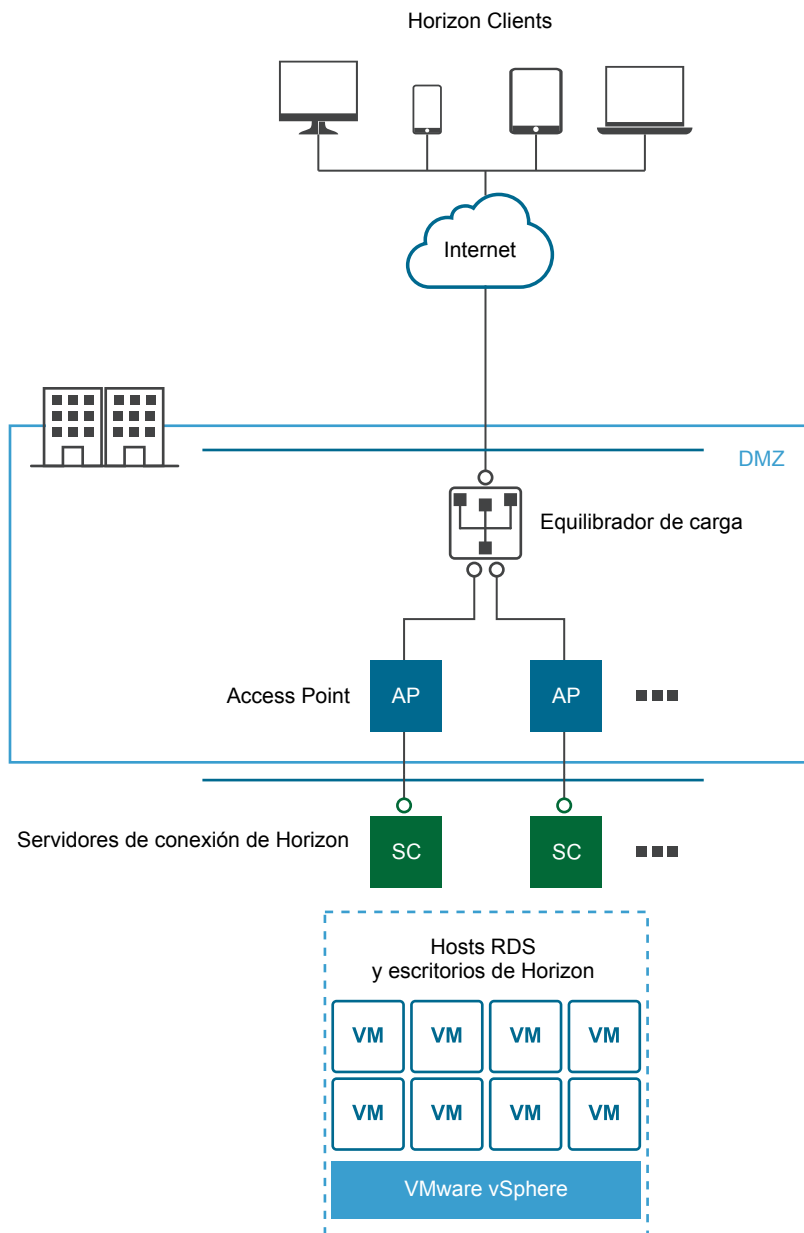 Horizon Clients
Internet
DMZ
Equilibrador de carga
Access Point
AP
AP
Servidores de conexión de Horizon
SC
SC
Hosts RDS
y escritorios de Horizon
VM
VM
VM
VM
VM
VM
VM
VM
VMware vSphere